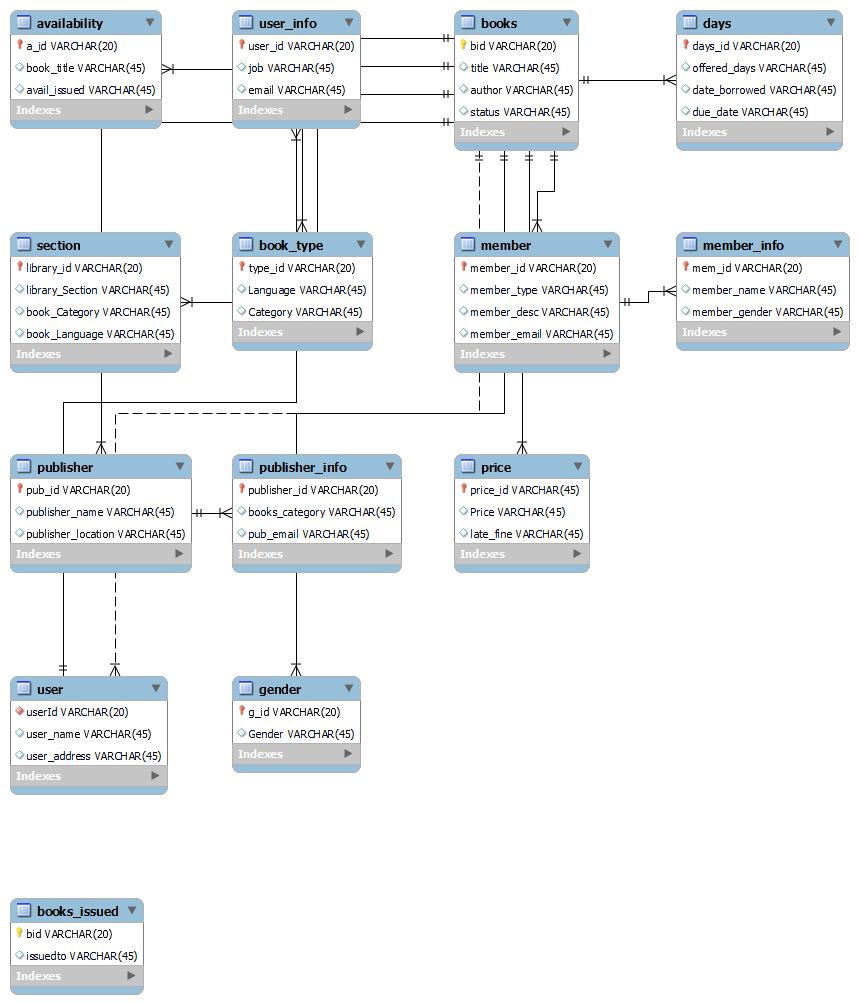 availability
a_id VARCHAR(20)
book_title VARCHAR(45)
avail_issued VARCHAR(45)
Indexes
user_info
user_id VARCHAR(20)
job VARCHAR(45)
email VARCHAR(45)
Indexes
books
bid VARCHAR(20)
title VARCHAR(45)
author VARCHAR(45)
status VARCHAR(45)
Indexes
days
days_id VARCHAR(20)
offered_days VARCHAR(45)
date_borrowed VARCHAR(45)
due_date VARCHAR(45)
Indexes
section
library_id VARCHAR(20)
library_Section VARCHAR(45)
book_Category VARCHAR(45)
book_Language VARCHAR(45)
Indexes
book_type
type_id VARCHAR(20)
Language VARCHAR(45)
Category VARCHAR(45)
Indexes
member
member_id VARCHAR(20)
member_type VARCHAR(45)
member_desc VARCHAR(45)
member_email VARCHAR(45)
Indexes
member_info
mem_id VARCHAR(20)
member_name VARCHAR(45)
member_gender VARCHAR(45)
Indexes
publisher
pub_id VARCHAR(20)
publisher_name VARCHAR(45)
publisher_location VARCHAR(45)
Indexes
publisher_info
publisher_id VARCHAR(20)
books_category VARCHAR(45)
pub_email VARCHAR(45)
Indexes
price
price_id VARCHAR(45)
Price VARCHAR(45)
late_fine VARCHAR(45)
Indexes
user
userId VARCHAR(20)
user_name VARCHAR(45)
user_address VARCHAR(45)
Indexes
gender
g_id VARCHAR(20)
Gender VARCHAR(45)
Indexes
books_issued
bid VARCHAR(20)
issuedto VARCHAR(45)
Indexes